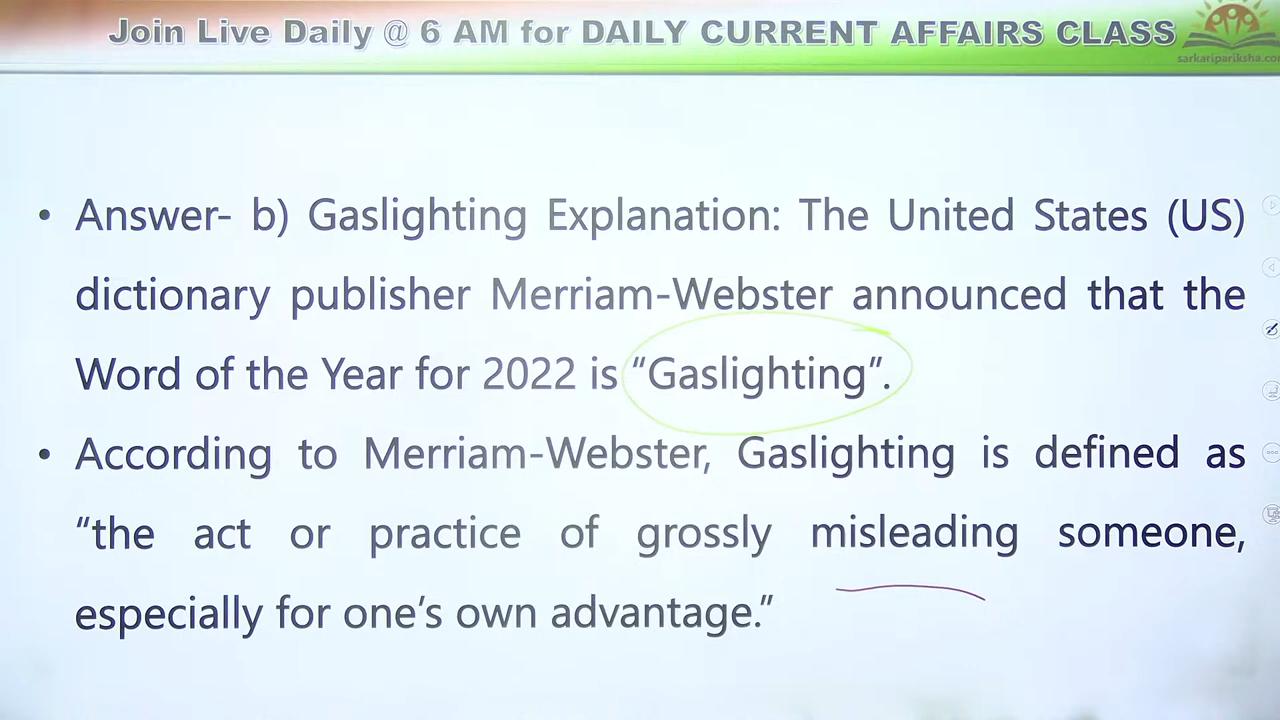 Join Live Daily @ 6 AM for DAILY CURRENT AFFAIRS CLASS
• Answer- b) Gaslighting Explanation: The United States (US)
dictionary publisher Merriam-Webster announced that the
Word of the Year for 2022 is “Gaslighting”.
• According to Merriam-Webster, Gaslighting is defined as
“the act or practice of grossly misleading someone,
especially for one’s own advantage.”